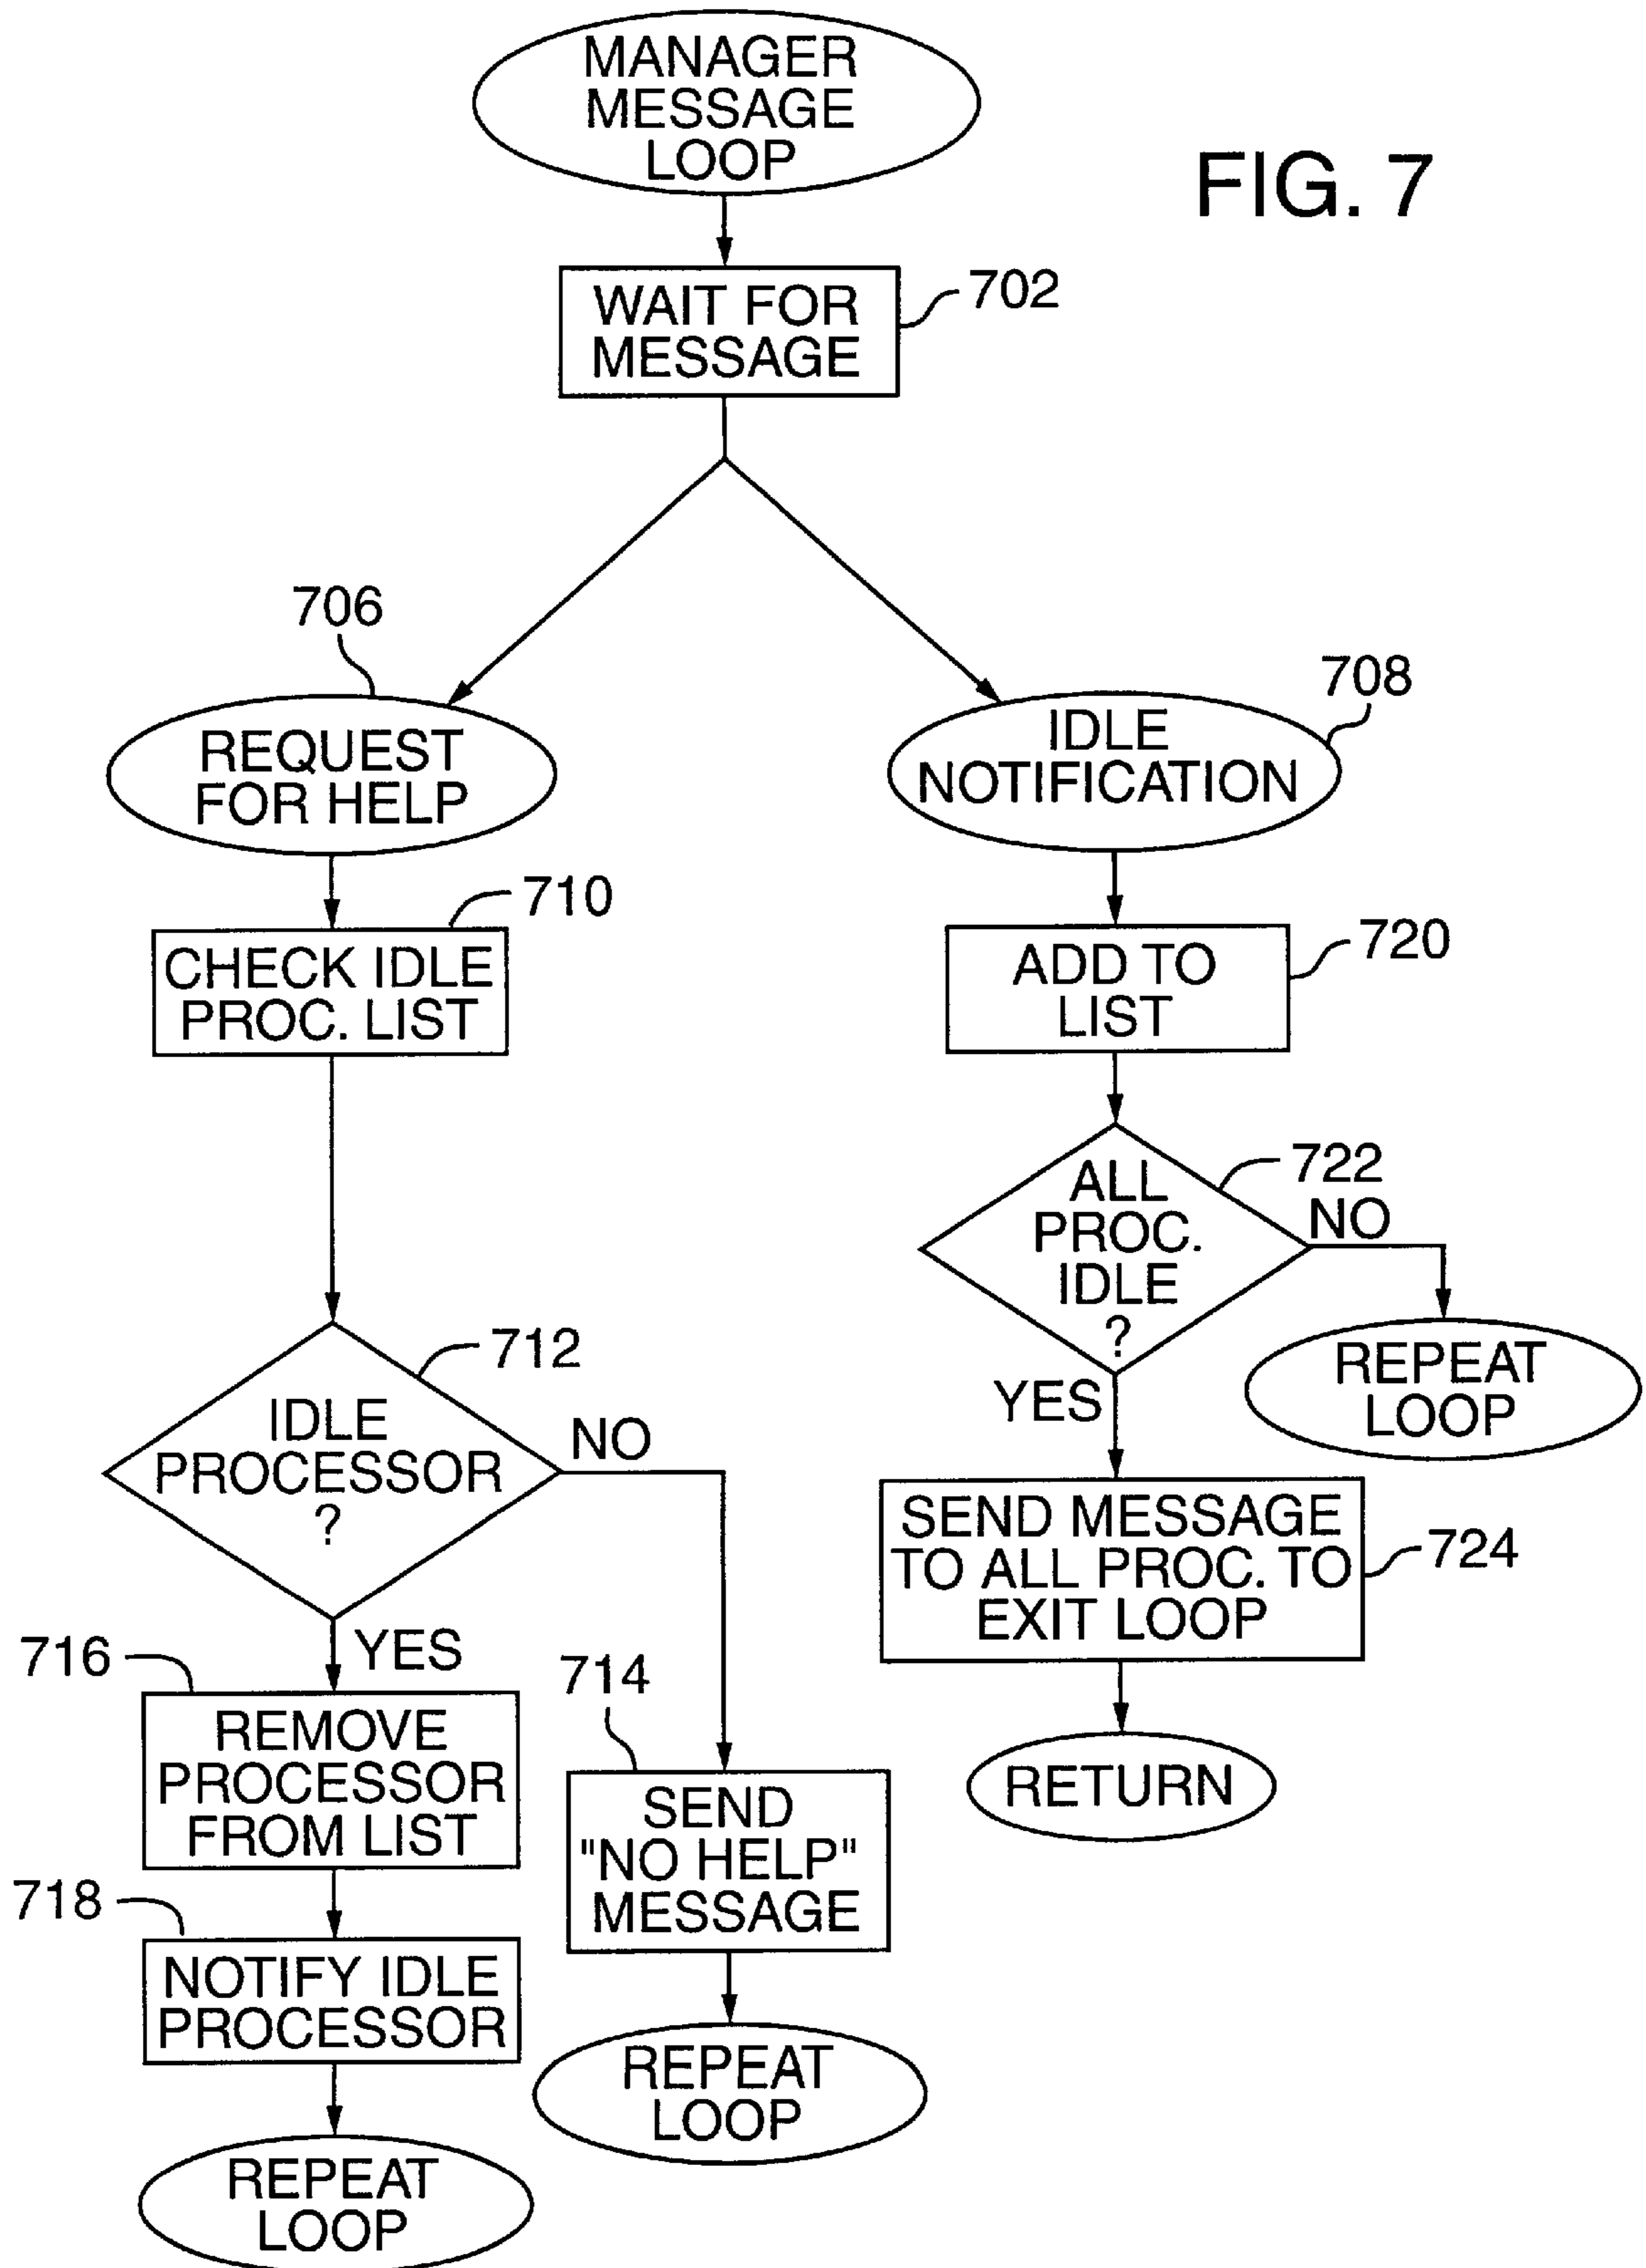 MANAGER
MESSAGE
LOOP
FIG. 7
WAIT FOR
MESSAGE
702
706
REQUEST
FOR HELP
708
IDLE
NOTIFICATION
710
CHECK IDLE
PROC. LIST
720
ADD TO
LIST
722
ALL
PROC.
IDLE
?
NO
REPEAT
LOOP
YES
712
IDLE
PROCESSOR
?
NO
YES
SEND MESSAGE
TO ALL PROC. TO
EXIT LOOP
724
RETURN
716
REMOVE
PROCESSOR
FROM LIST
714
SEND
"NO HELP"
MESSAGE
718
NOTIFY IDLE
PROCESSOR
REPEAT
LOOP
REPEAT
LOOP